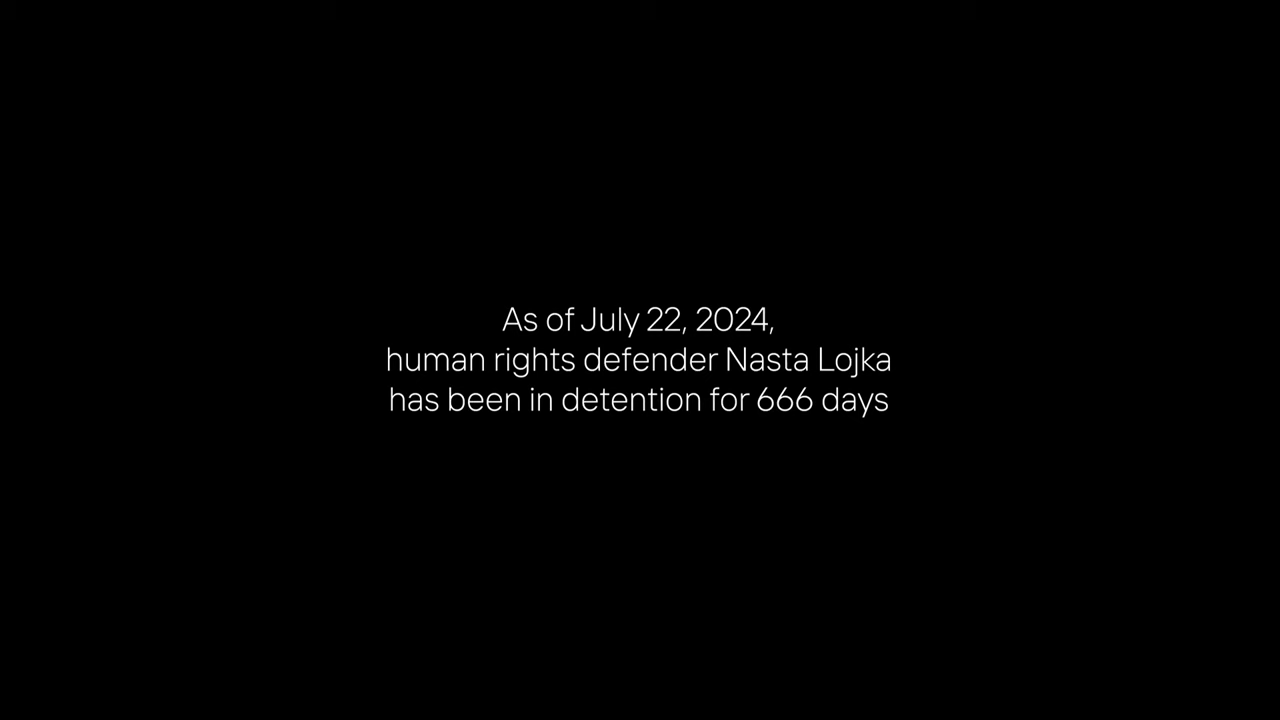 As of July 22, 2024,
human rights defender Nasta Lojka
has been in detention for 666 days